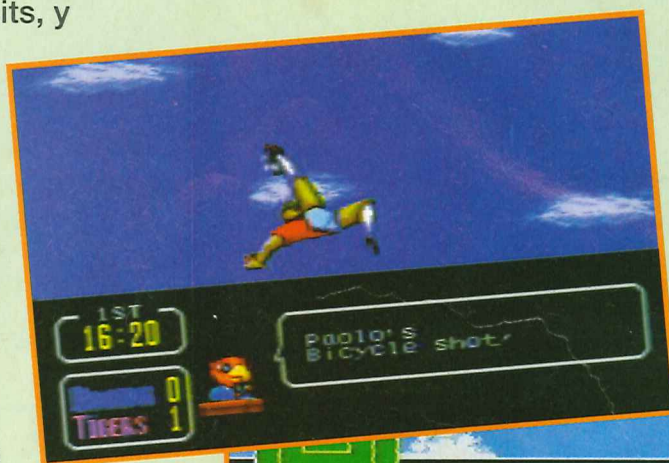 its, y
1ST
16:20
0
TIGERS 1
Paolo's
Bicycle shot!